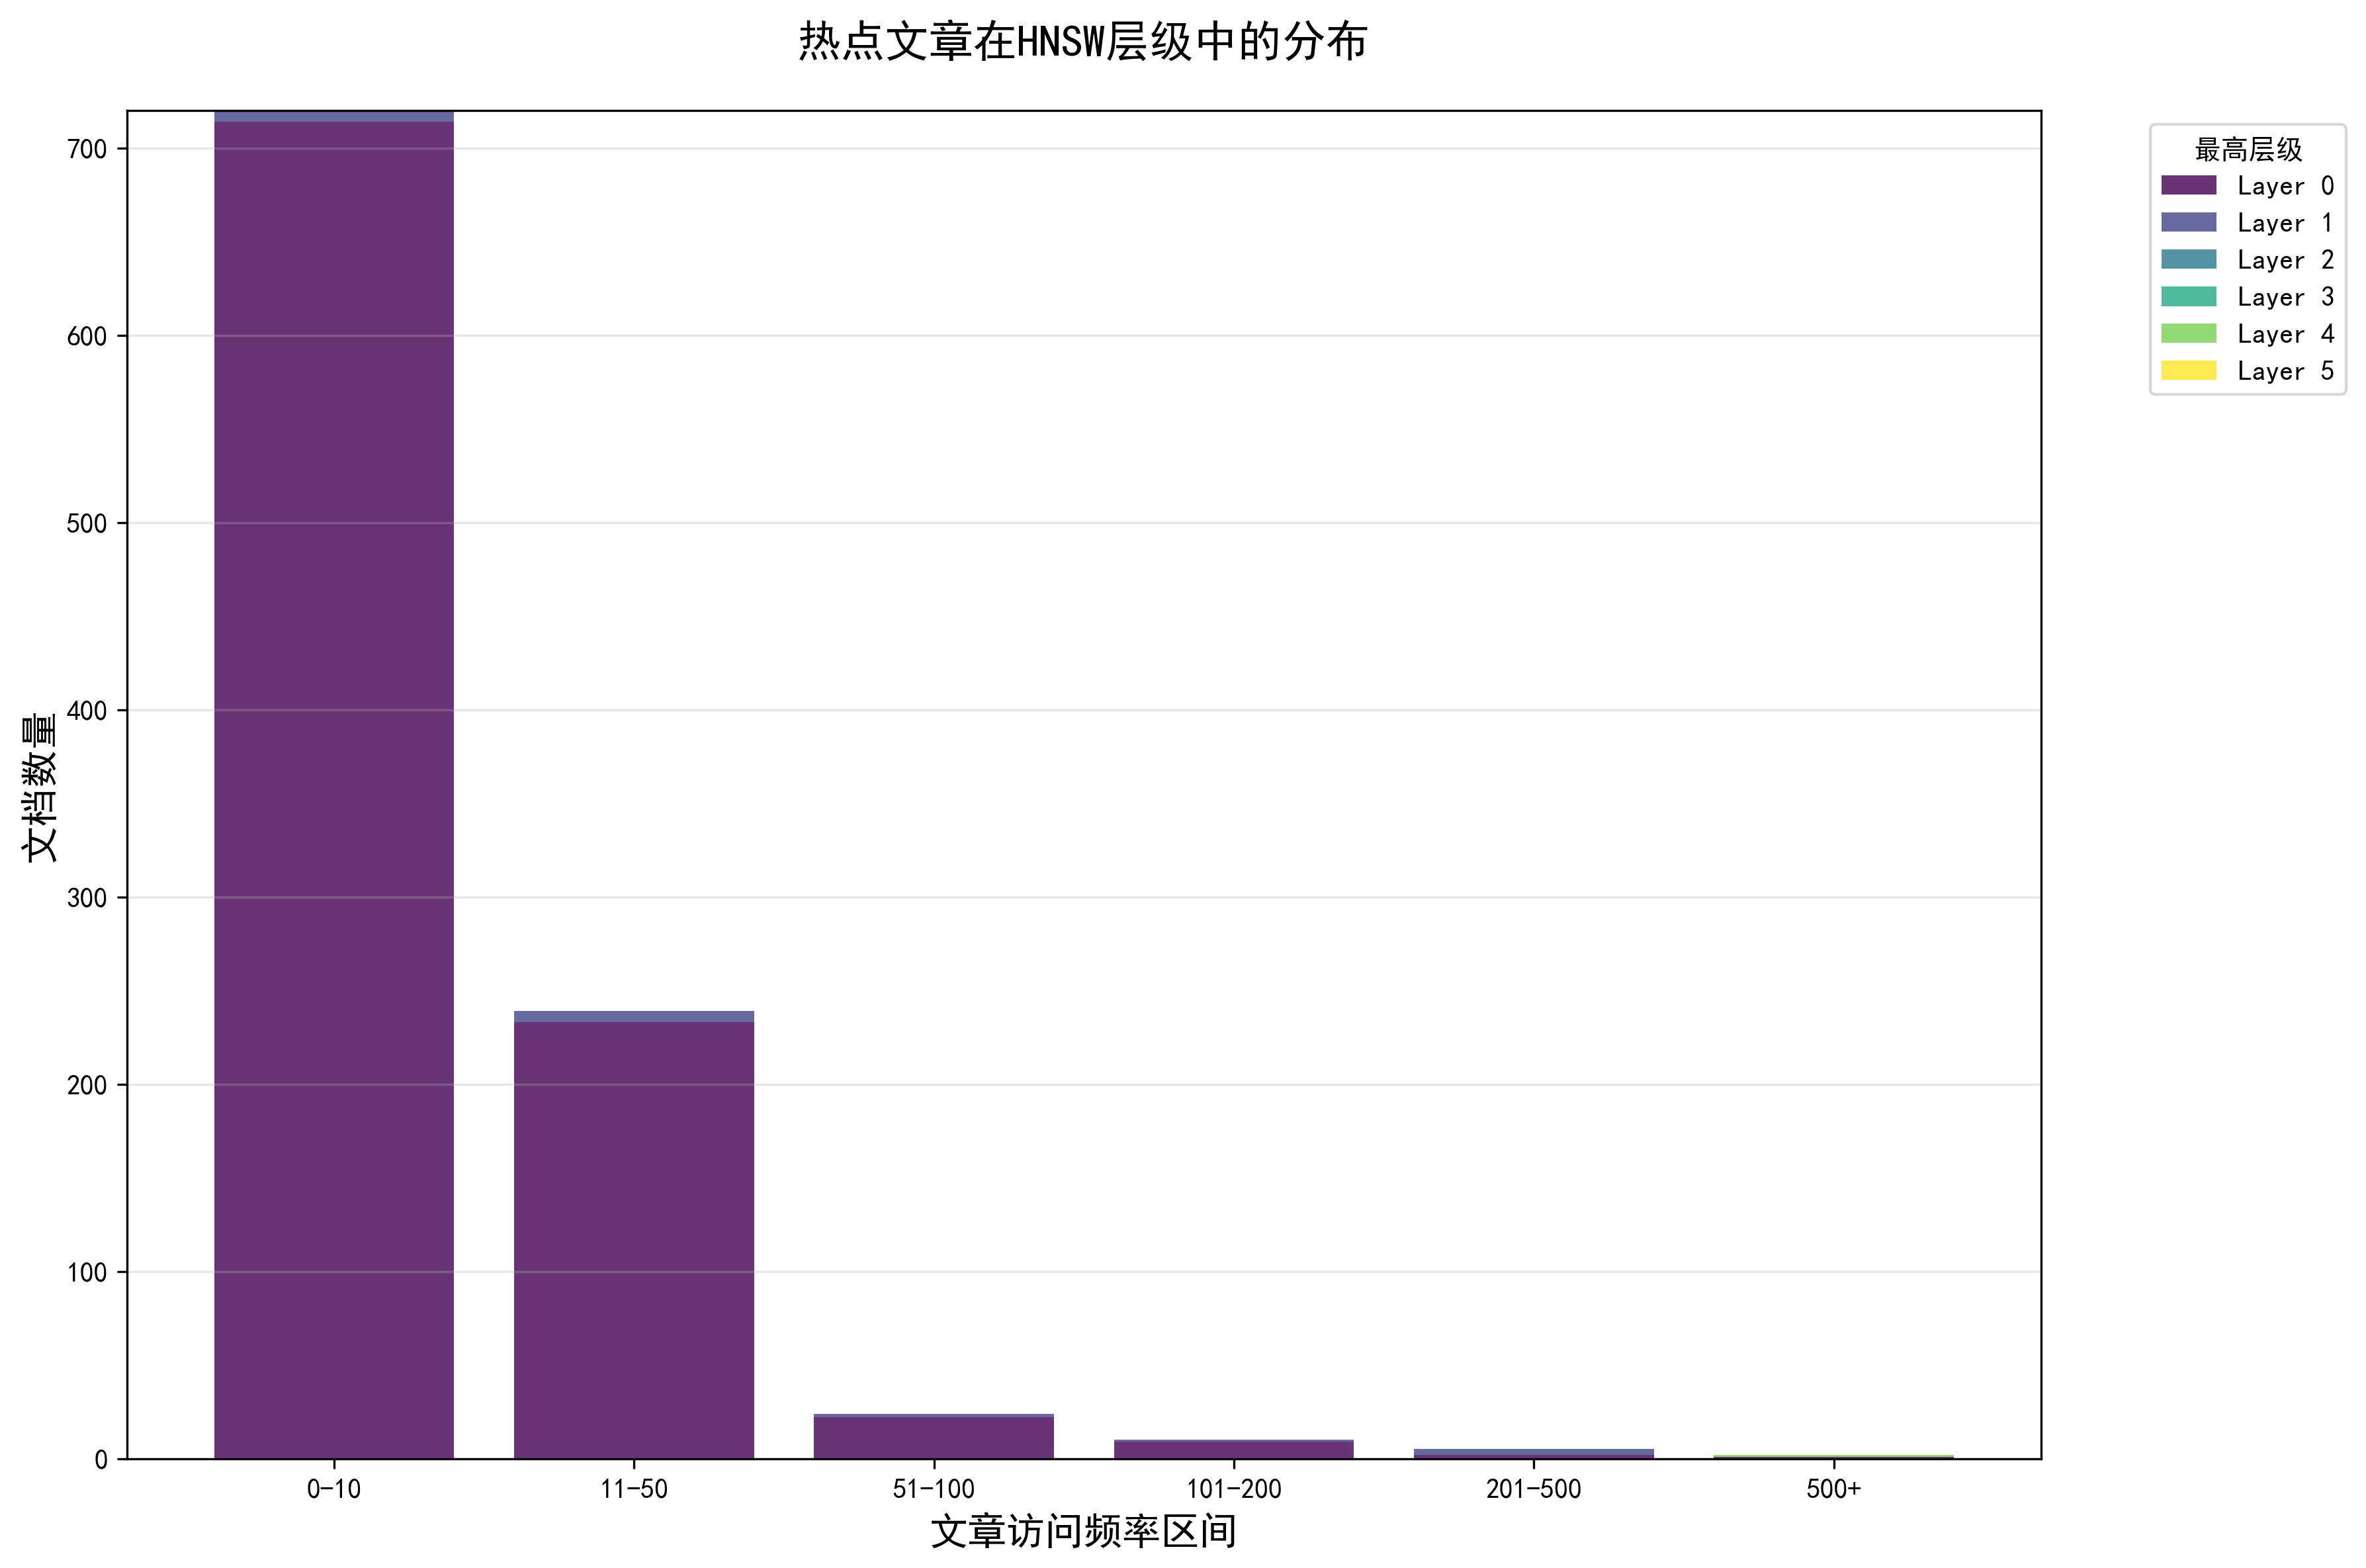 热点文章在HNSW层级中的分布
最高层级
Layer 0
Layer 1
Layer 2
Layer 3
Layer 4
Layer 5
文档数量
700
600
500
400
300
200
100
0
0-10
11-50
51-100
101-200
201-500
500+
文章访问频率区间